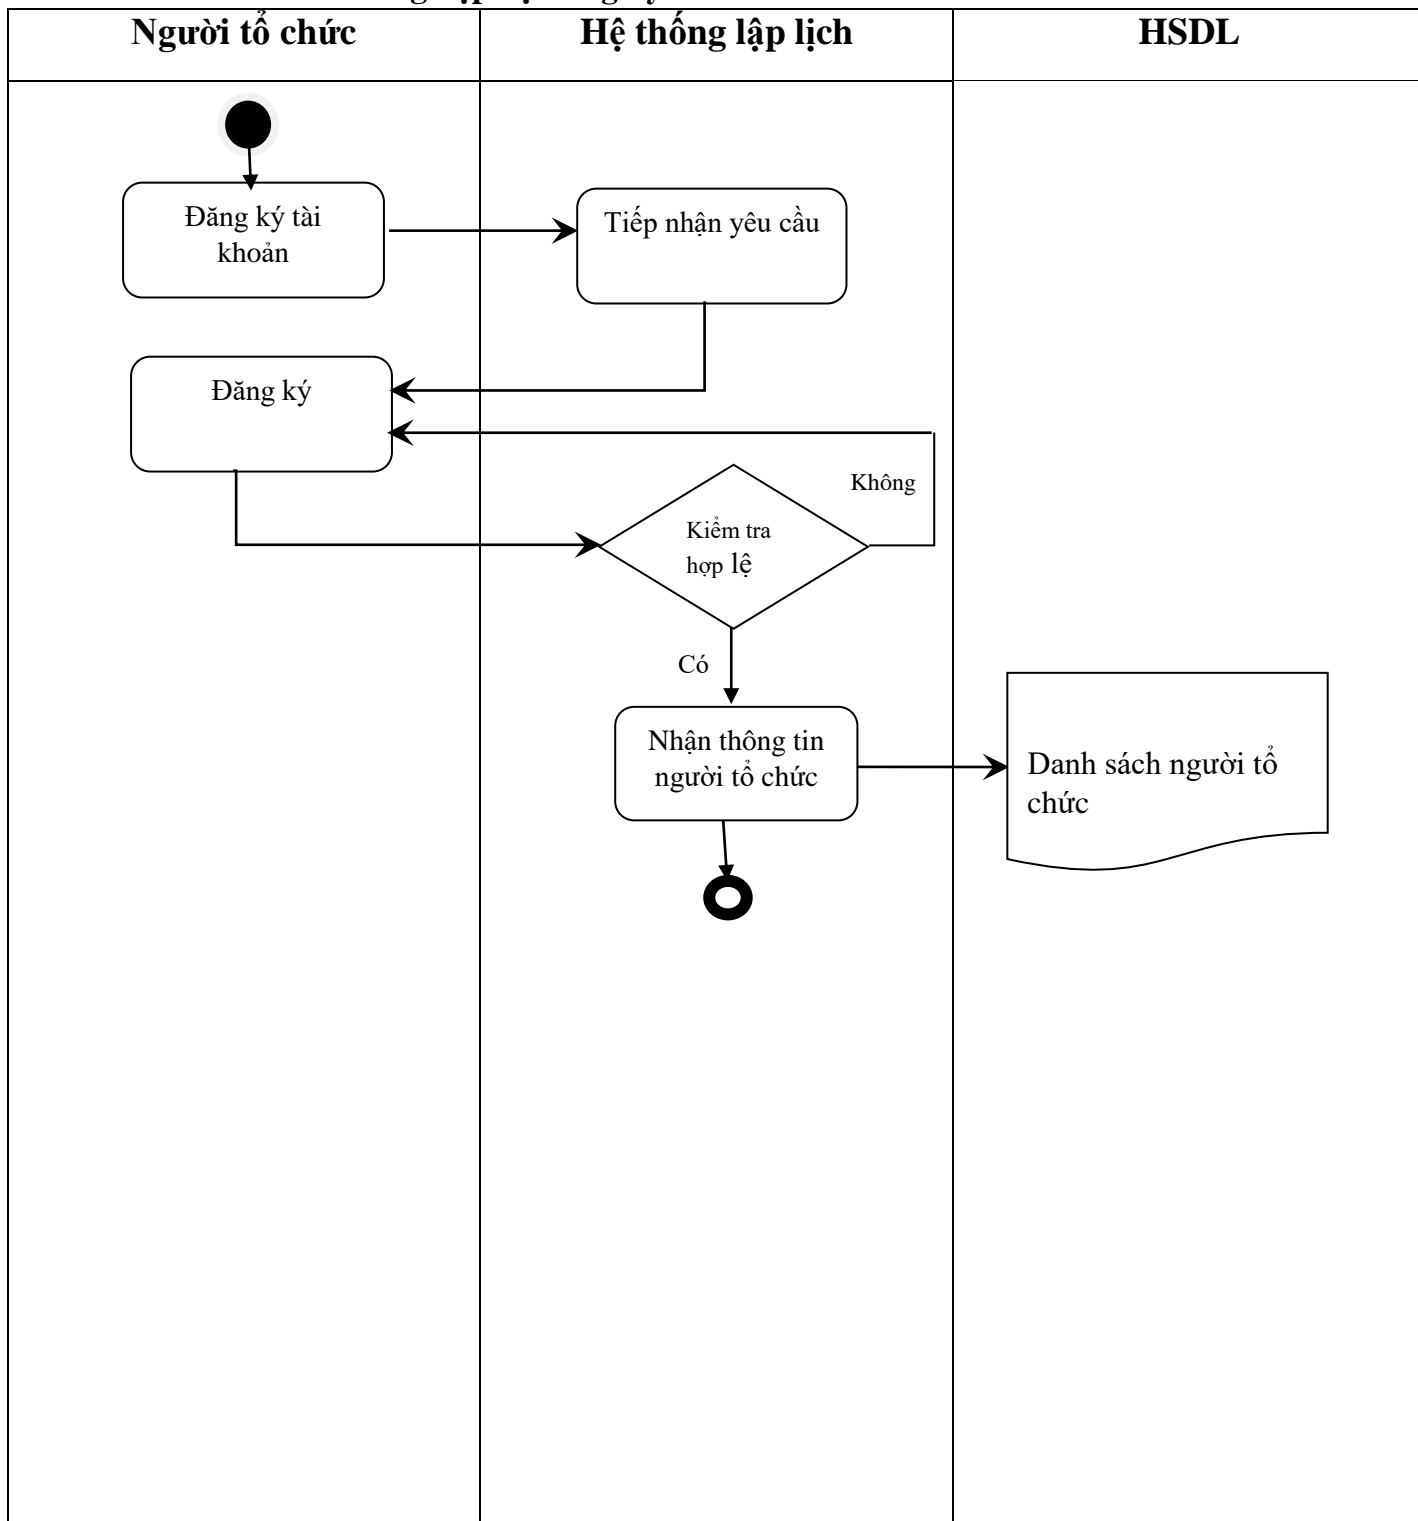 Người tổ chức
Hệ thống lập lịch
HSDL
Đăng ký tài
khoản
Tiếp nhận yêu cầu
Đăng ký
Không
Kiểm tra
hợp lệ
Có
Nhận thông tin
người tổ chức
Danh sách người tổ
chức